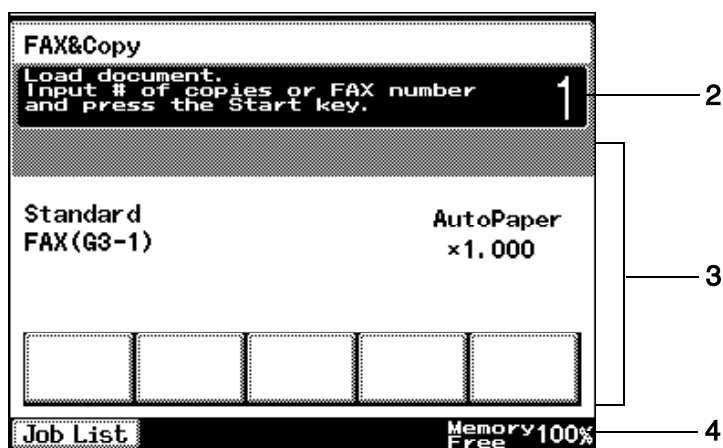 FAX&Copy
Load document.
Input # of copies or FAX number
and press the Start key.
1
2
3
Standard
FAX(G3-1)
AutoPaper
×1.000
Job List
Memory
Free
100%
4